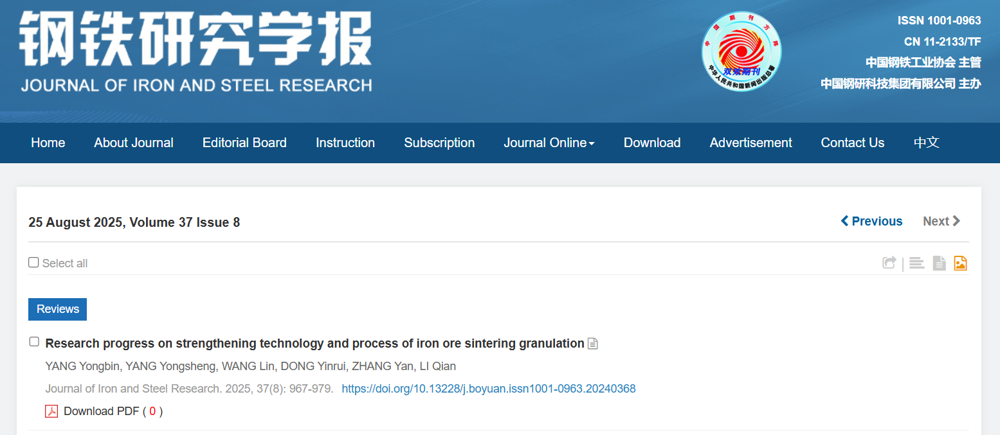 钢铁研究学报
JOURNAL OF IRON AND STEEL RESEARCH
中国期刊方阵
双效期刊
中华人民共和国新闻出版总署
ISSN 1001-0963
CN 11-2133/TF
中国钢铁工业协会 主管
中国钢研科技集团有限公司 主办
Home About Journal Editorial Board Instruction Subscription Journal Online Download Advertisement Contact Us 中文
25 August 2025, Volume 37 Issue 8
Previous Next
Select all
Reviews
Research progress on strengthening technology and process of iron ore sintering granulation
YANG Yongbin, YANG Yongsheng, WANG Lin, DONG Yinrui, ZHANG Yan, LI Qian
Journal of Iron and Steel Research. 2025, 37(8): 967-979. https://doi.org/10.13228/j.boyuan.issn1001-0963.20240368
Download PDF ( 0 )